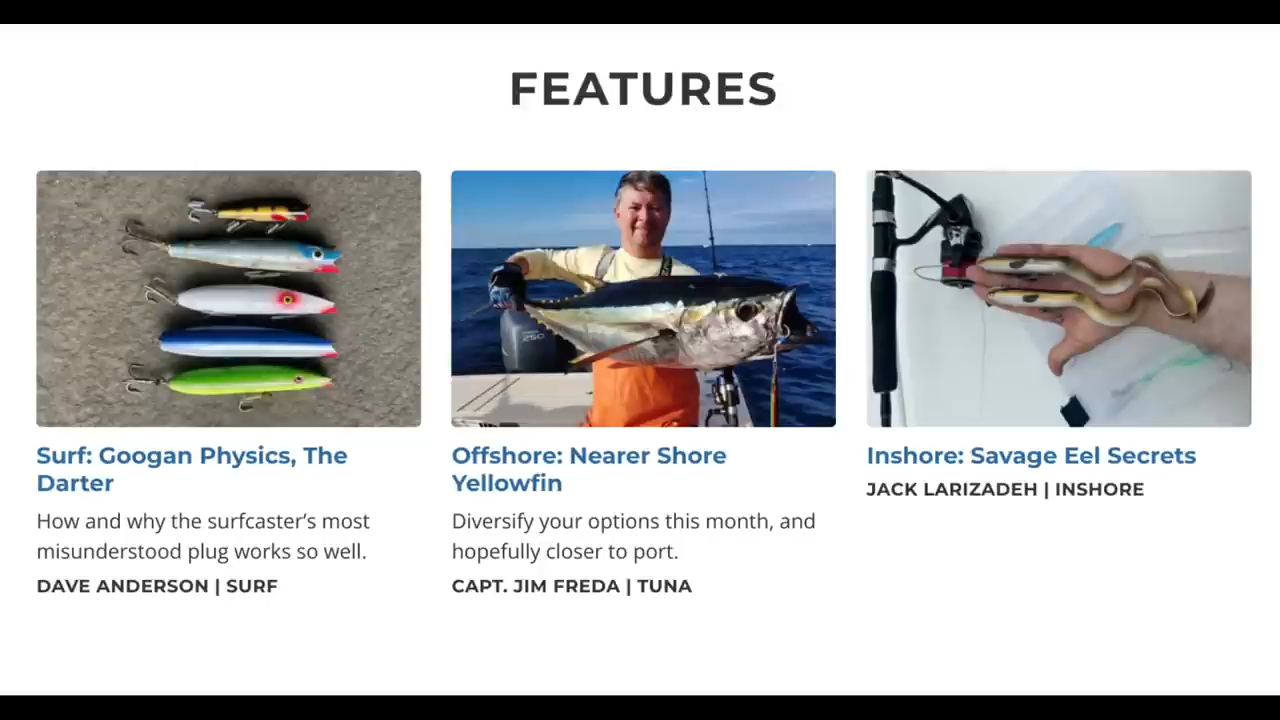 FEATURES
Surf: Googan Physics, The
Darter
How and why the surfcaster’s most
misunderstood plug works so well.
DAVE ANDERSON | SURF
250
Offshore: Nearer Shore
Yellowfin
Diversify your options this month, and
hopefully closer to port.
CAPT. JIM FREDA | TUNA
Inshore: Savage Eel Secrets
JACK LARIZADEH | INSHORE